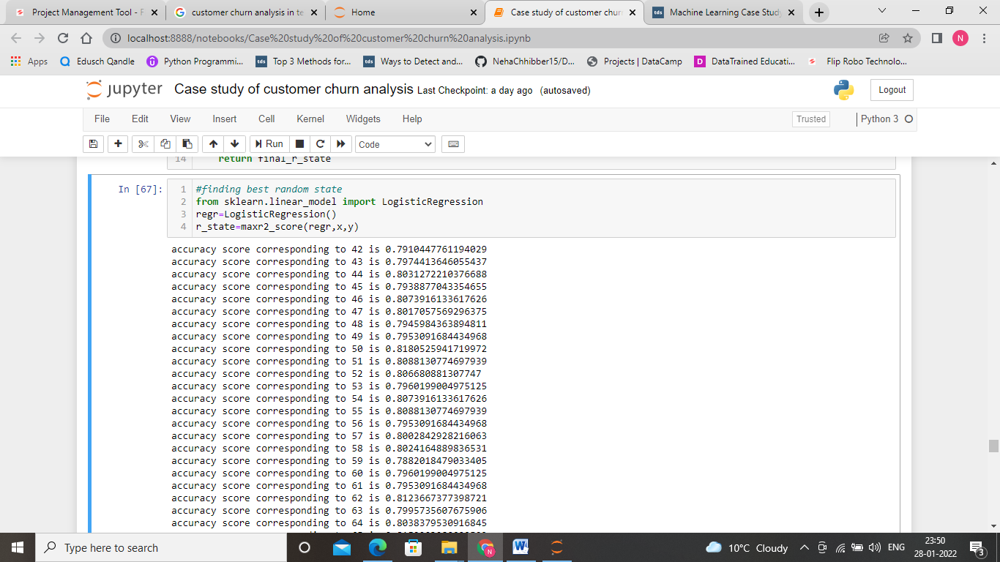 Project Management Tool - F
customer churn analysis in te
Home
Case study of customer churn
Machine Learning Case Study
localhost:8888/notebooks/Case%20study%20of%20customer%20churn%20analysis.ipynb
N
Apps
Edusch Qandle
Python Programmi...
tds Top 3 Methods for...
tds Ways to Detect and...
NehaChhibber15/D...
Projects | DataCamp
D DataTrained Educati...
Flip Robo Technolo...
jupyter Case study of customer churn analysis Last Checkpoint: a day ago (autosaved)
Logout
File Edit View Insert Cell Kernel Widgets Help
Trusted
Python 3
Run
Code
14 return final_r_state
In [67]:
1 #finding best random state
2 from sklearn.linear_model import LogisticRegression
3 regr=LogisticRegression()
4 r_state=maxr2_score(regr,x,y)
accuracy score corresponding to 42 is 0.7910447761194029
accuracy score corresponding to 43 is 0.7974413646055437
accuracy score corresponding to 44 is 0.8031272210376688
accuracy score corresponding to 45 is 0.7938877043354655
accuracy score corresponding to 46 is 0.8073916133617626
accuracy score corresponding to 47 is 0.8017057569296375
accuracy score corresponding to 48 is 0.7945984363894811
accuracy score corresponding to 49 is 0.7953091684434968
accuracy score corresponding to 50 is 0.8180525941719972
accuracy score corresponding to 51 is 0.8088130774697939
accuracy score corresponding to 52 is 0.806680881307747
accuracy score corresponding to 53 is 0.7960199004975125
accuracy score corresponding to 54 is 0.8073916133617626
accuracy score corresponding to 55 is 0.8088130774697939
accuracy score corresponding to 56 is 0.7953091684434968
accuracy score corresponding to 57 is 0.8002842928216063
accuracy score corresponding to 58 is 0.8024164889836531
accuracy score corresponding to 59 is 0.7882018479033405
accuracy score corresponding to 60 is 0.7960199004975125
accuracy score corresponding to 61 is 0.7953091684434968
accuracy score corresponding to 62 is 0.8123667377398721
accuracy score corresponding to 63 is 0.7995735607675906
accuracy score corresponding to 64 is 0.8038379530916845
Type here to search
10°C Cloudy
ENG
23:50
28-01-2022
3